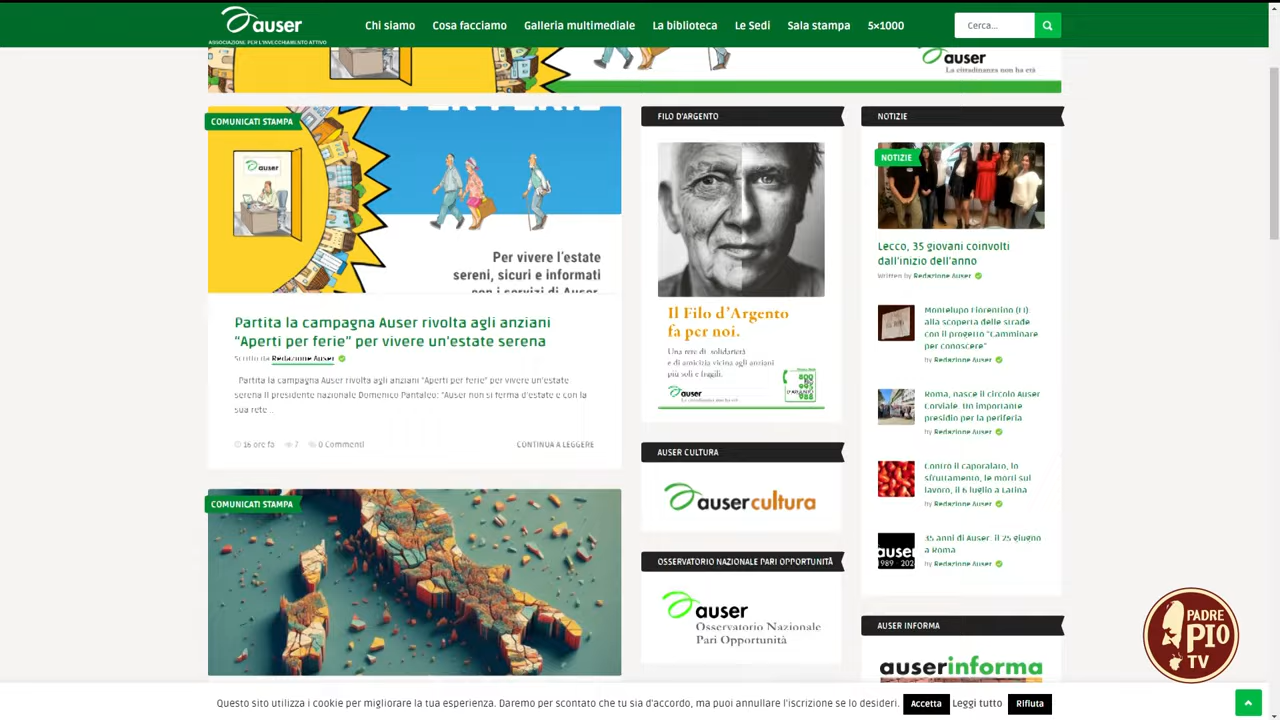 auser
ASSOCIAZIONE PER L'INVECCHIAMENTO ATTIVO
Chi siamo
Cosa facciamo
Galleria multimediale
La biblioteca
Le Sedi
Sala stampa
5×1000
Cerca...
auser
La cittadinanza non ha età
COMUNICATI STAMPA
auser
Per vivere l'estate
sereni, sicuri e informati
con i servizi di Auser.
Partita la campagna Auser rivolta agli anziani
“Aperti per ferie” per vivere un'estate serena
Scritto da Redazione Auser
Partita la campagna Auser rivolta agli anziani “Aperti per ferie” per vivere un'estate
serena Il presidente nazionale Domenico Pantaleo: “Auser non si ferma d'estate e con la
sua rete...
16 ore fa
7
0 Commenti
CONTINUA A LEGGERE
COMUNICATI STAMPA
FILO D'ARGENTO
Il Filo d'Argento
fa per noi.
Una rete di solidarietà
e di amicizia vicina agli anziani
più soli e fragili.
auser
La cittadinanza non ha età
AUSER CULTURA
ausercultura
OSSERVATORIO NAZIONALE PARI OPPORTUNITÀ
auser
Osservatorio Nazionale
Pari Opportunità
NOTIZIE
NOTIZIE
Lecco, 35 giovani coinvolti
dall'inizio dell'anno
Written by Redazione Auser
Montelupo Fiorentino (FI).
alla scoperta delle strade
con il progetto “Camminare
per conoscere”
by Redazione Auser
Roma, nasce il circolo Auser
Corviale. Un importante
presidio per la periferia
by Redazione Auser
Contro il caporalato, lo
sfruttamento, le morti sul
lavoro, il 6 luglio a Latina
by Redazione Auser
auser
1989
35 anni di Auser. il 25 giugno
a Roma
by Redazione Auser
AUSER INFORMA
auserinforma
PADRE
PIO
TV
Questo sito utilizza i cookie per migliorare la tua esperienza. Daremo per scontato che tu sia d'accordo, ma puoi annullare l'iscrizione se lo desideri.
Accetta
Leggi tutto
Rifiuta